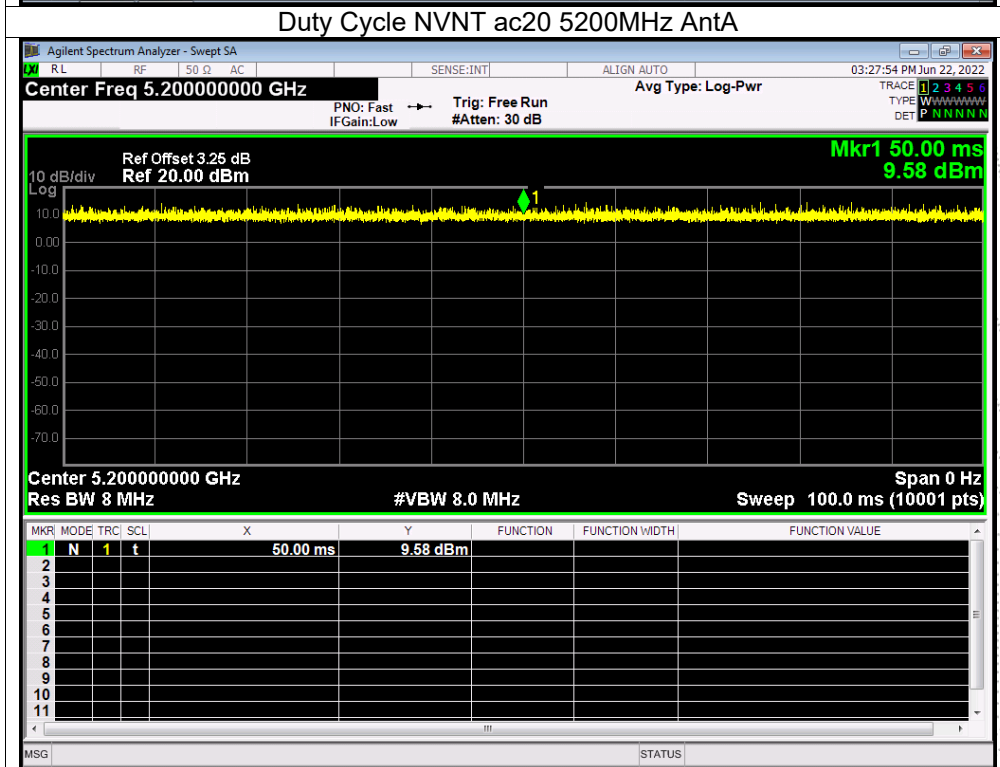 Duty Cycle NVNT ac20 5200MHz AntA
Agilent Spectrum Analyzer - Swept SA
LXI RL RF 50 Ω AC SENSE:INT ALIGN AUTO 03:27:54 PM Jun 22, 2022
Center Freq 5.200000000 GHz Avg Type: Log-Pwr TRACE 1 2 3 4 5 6
PNO: Fast Trig: Free Run TYPE WWWWWW
IFGain:Low #Atten: 30 dB DET P N N N N N
Mkr1 50.00 ms
Ref Offset 3.25 dB
10 dB/div Ref 20.00 dBm 9.58 dBm
Log
1
10.0
0.00
-10.0
-20.0
-30.0
-40.0
-50.0
-60.0
-70.0
Center 5.200000000 GHz Span 0 Hz
Res BW 8 MHz #VBW 8.0 MHz Sweep 100.0 ms (10001 pts)
MKR MODE TRC SCL X Y FUNCTION FUNCTION WIDTH FUNCTION VALUE
1 N 1 t 50.00 ms 9.58 dBm
2
3
4
5
6
7
8
9
10
11
MSG STATUS